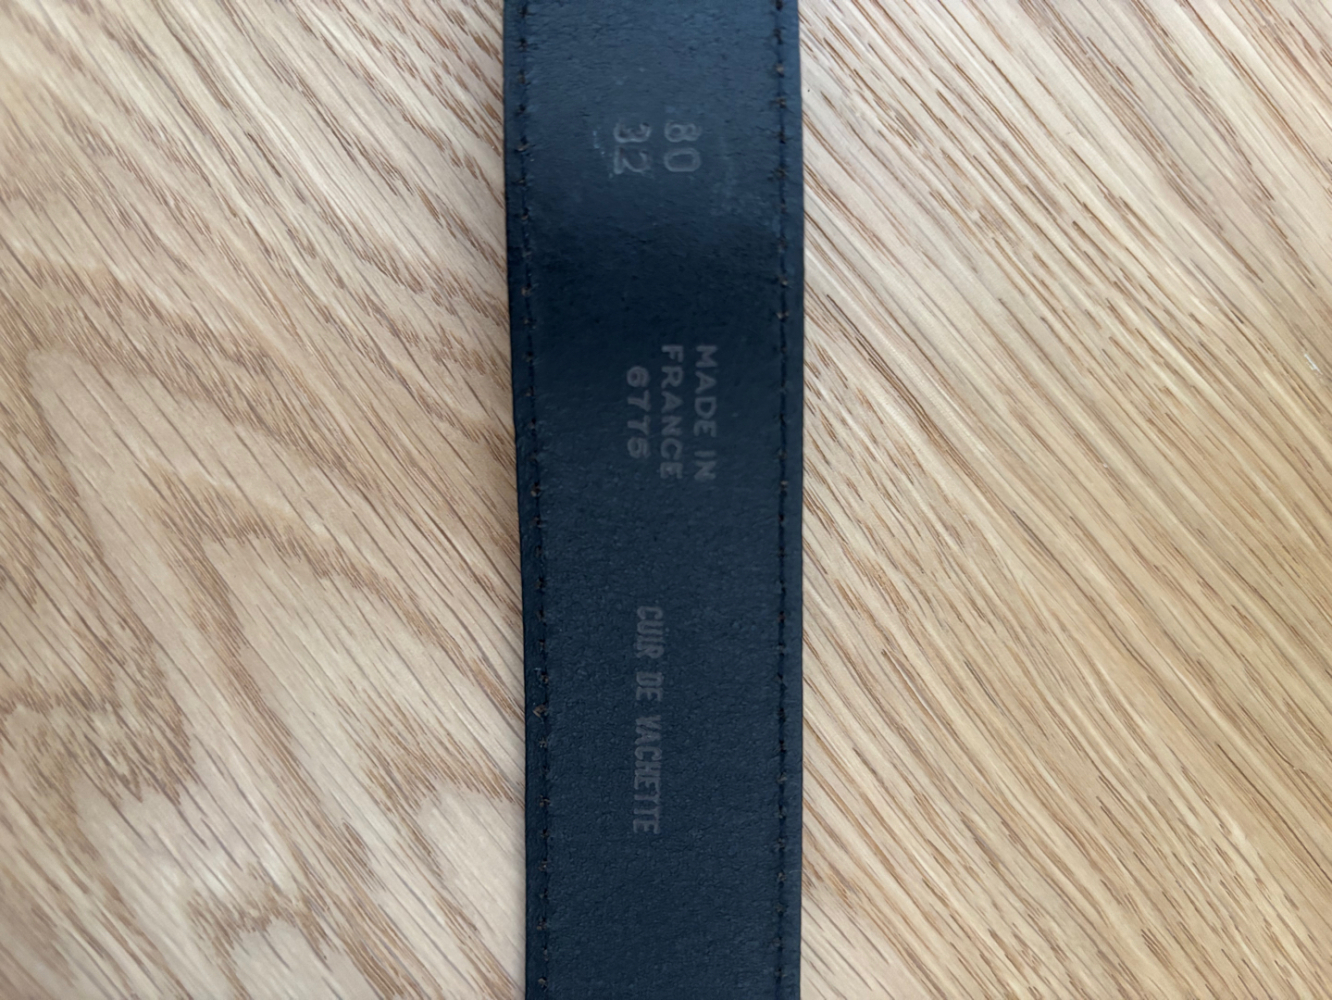 80
32
MADE IN
FRANCE
6775
CUIR DE VACHETTE